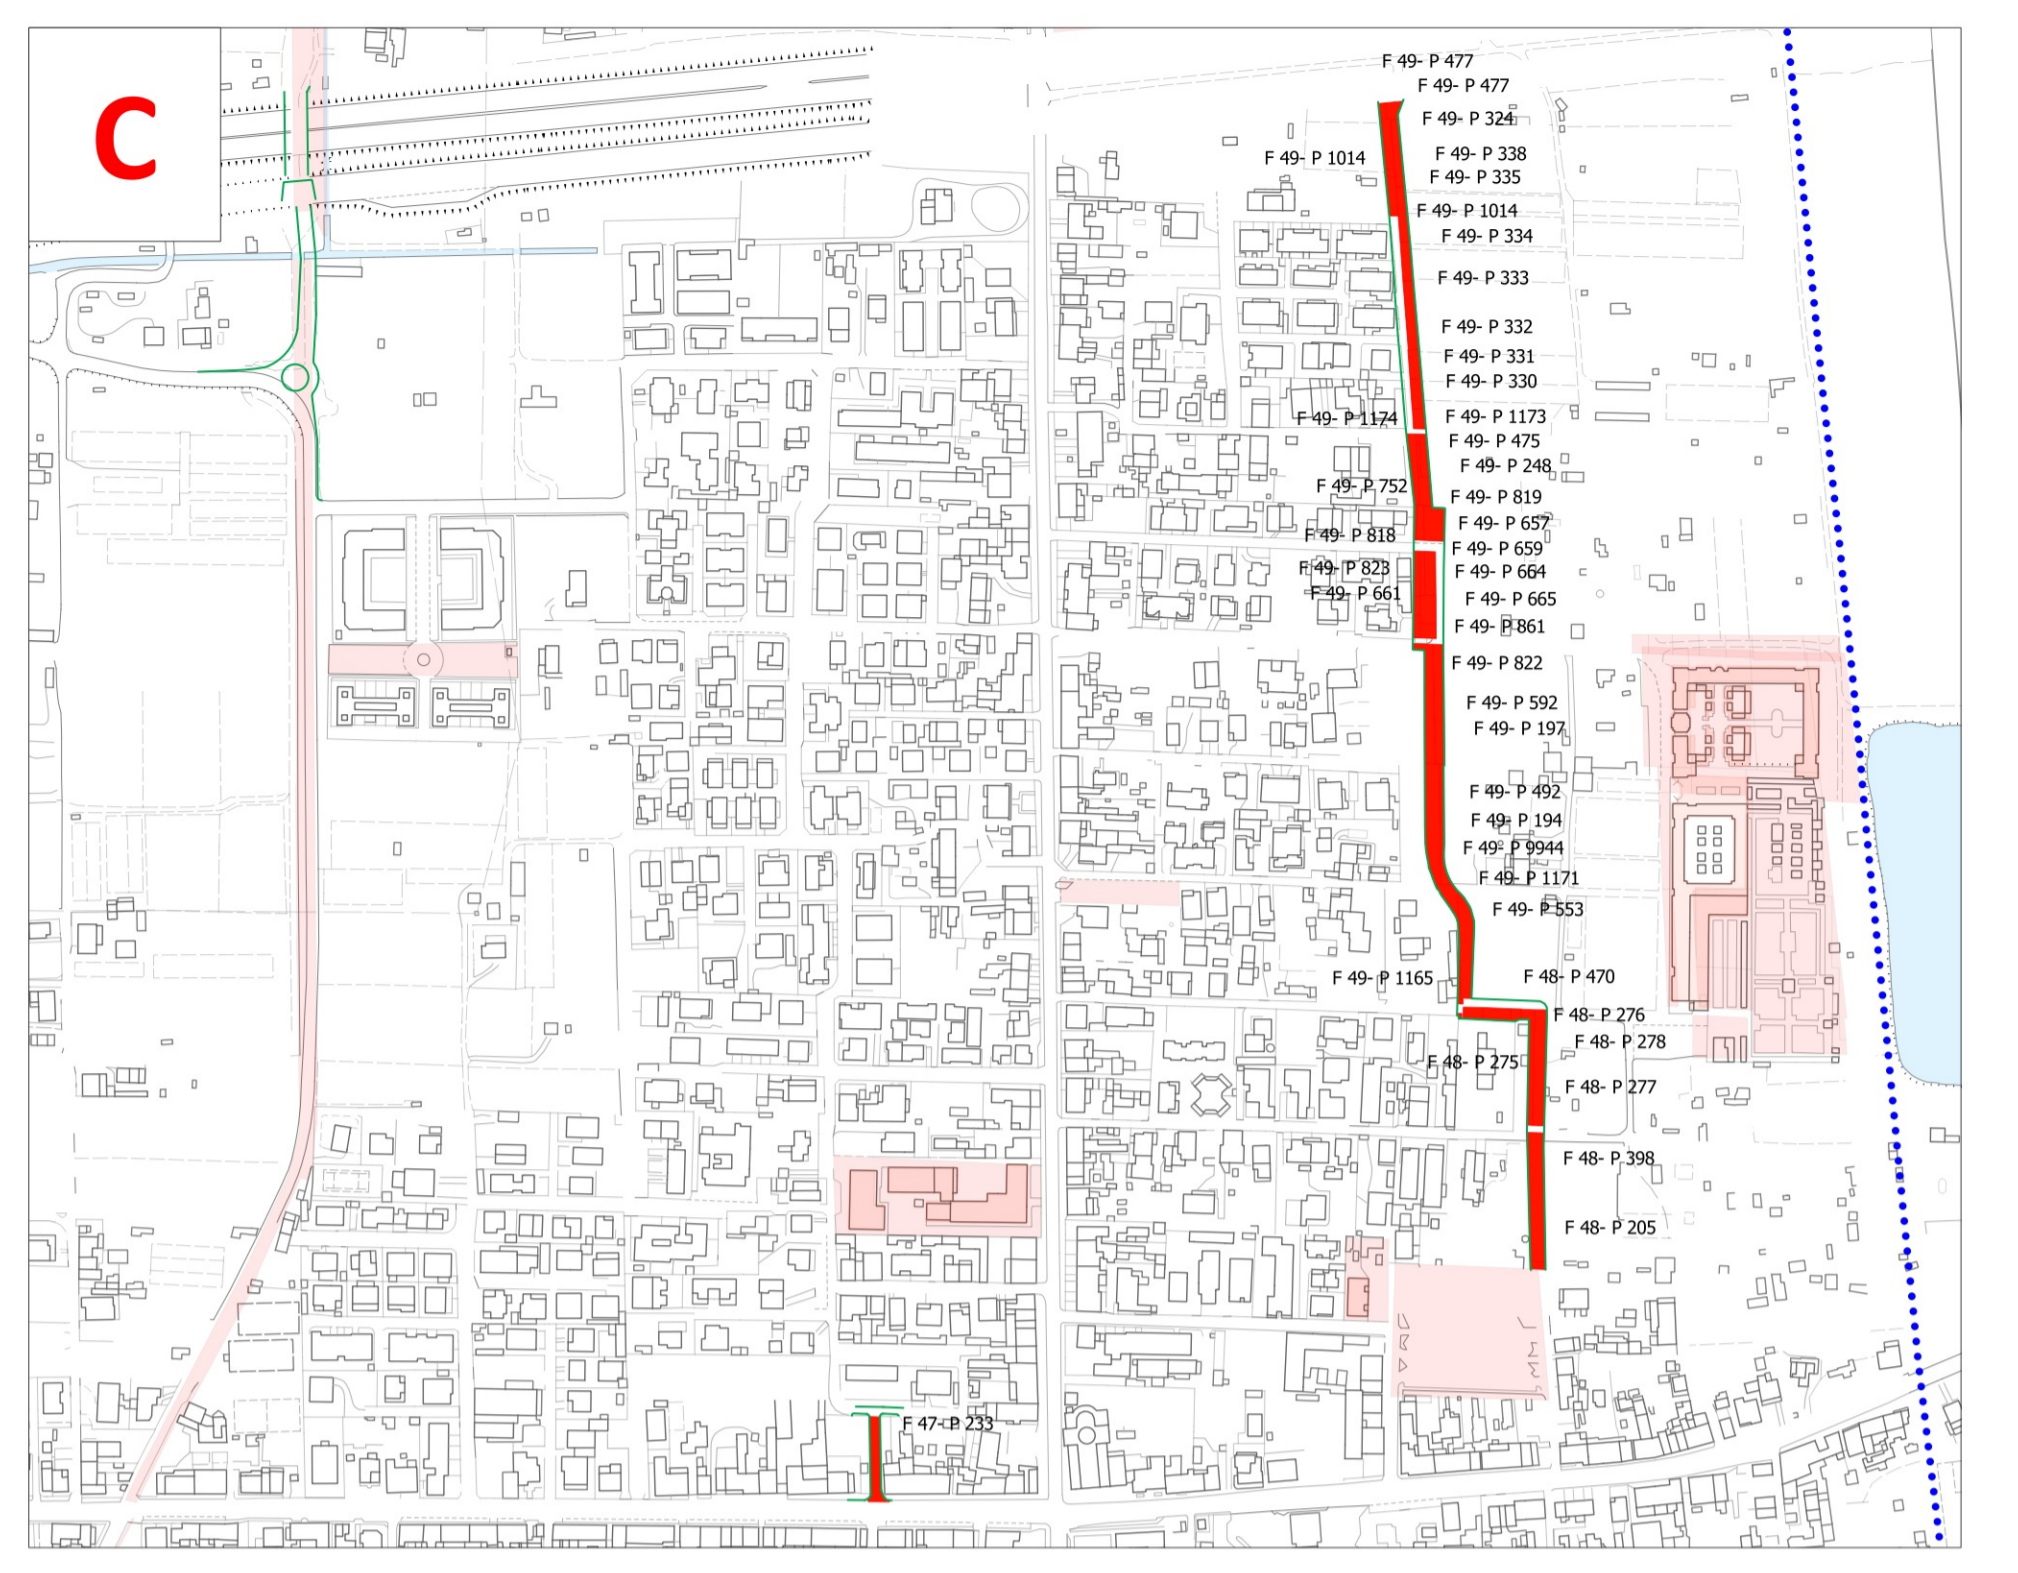 C
F 49- P 477
F 49- P 477
F 49- P 324
F 49- P 338
F 49- P 1014
F 49- P 335
F 49- P 1014
F 49- P 334
F 49- P 333
F 49- P 332
F 49- P 331
F 49- P 330
F 49- P 1174
F 49- P 1173
F 49- P 475
F 49- P 248
F 49- P 752
F 49- P 819
F 49- P 657
F 49- P 818
F 49- P 659
F 49- P 823
F 49- P 664
F 49- P 661
F 49- P 665
F 49- P 861
F 49- P 822
F 49- P 592
F 49- P 197
F 49- P 492
F 49- P 194
F 49- P 9944
F 49- P 1171
F 49- P 553
F 49- P 1165
F 48- P 470
F 48- P 276
F 48- P 278
F 48- P 275
F 48- P 277
F 48- P 398
F 48- P 205
F 47- P 233